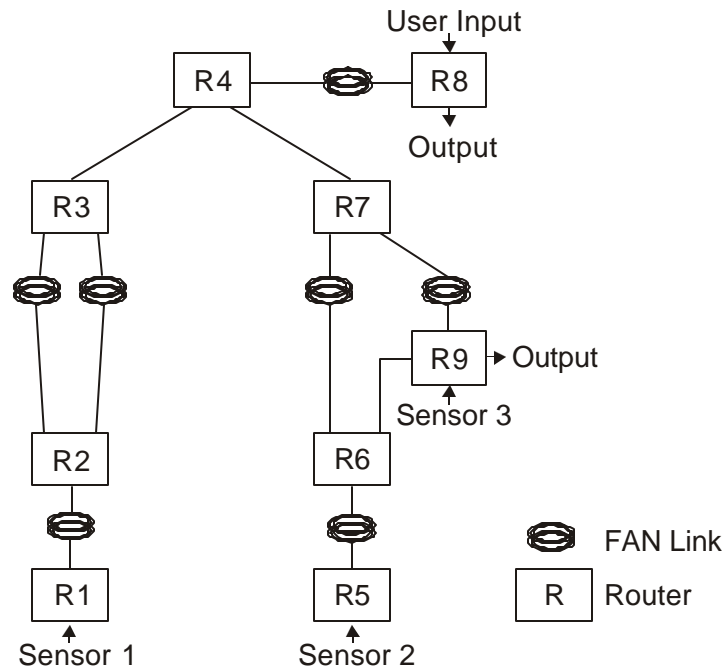 User Input
R4
R8
Output
R3
R7
R9
Output
Sensor 3
R2
R6
FAN Link
R1
R5
R
Router
Sensor 1
Sensor 2